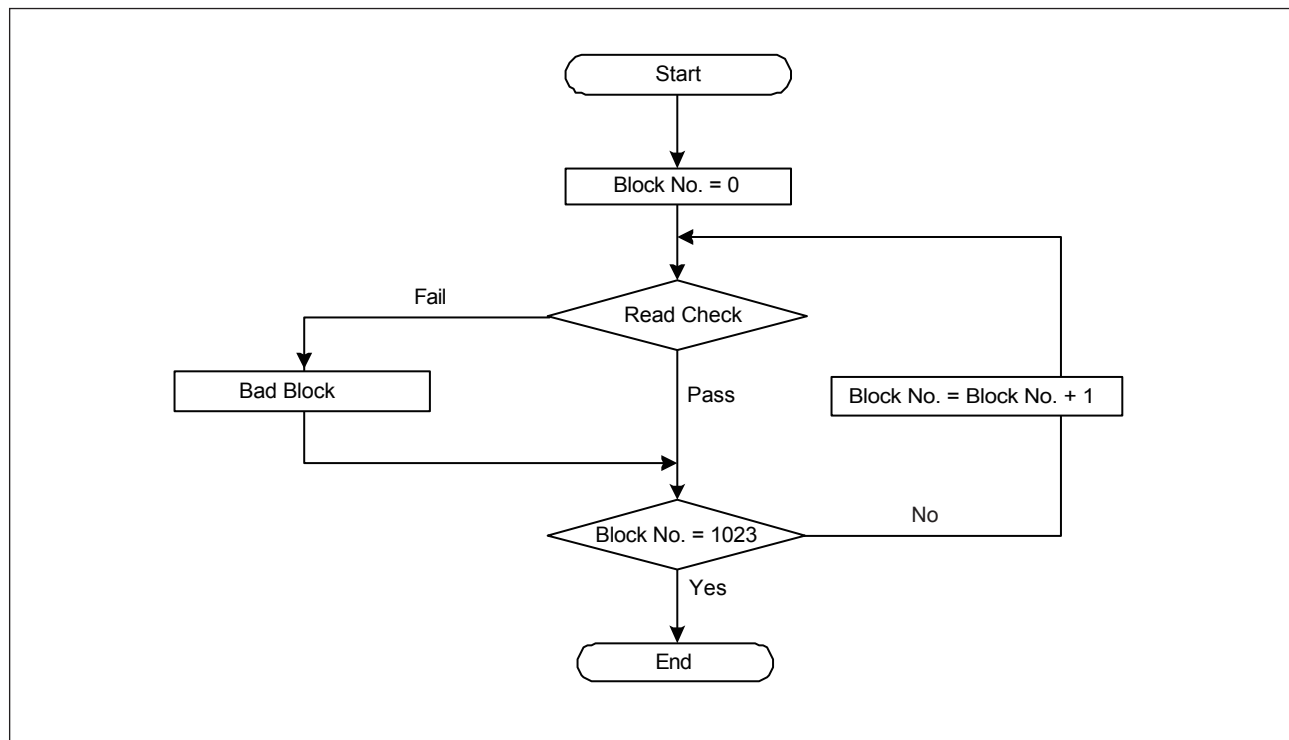 Start
Block No. = 0
Fail
Read Check
Bad Block
Pass
Block No. = Block No. + 1
Block No. = 1023
No
Yes
End